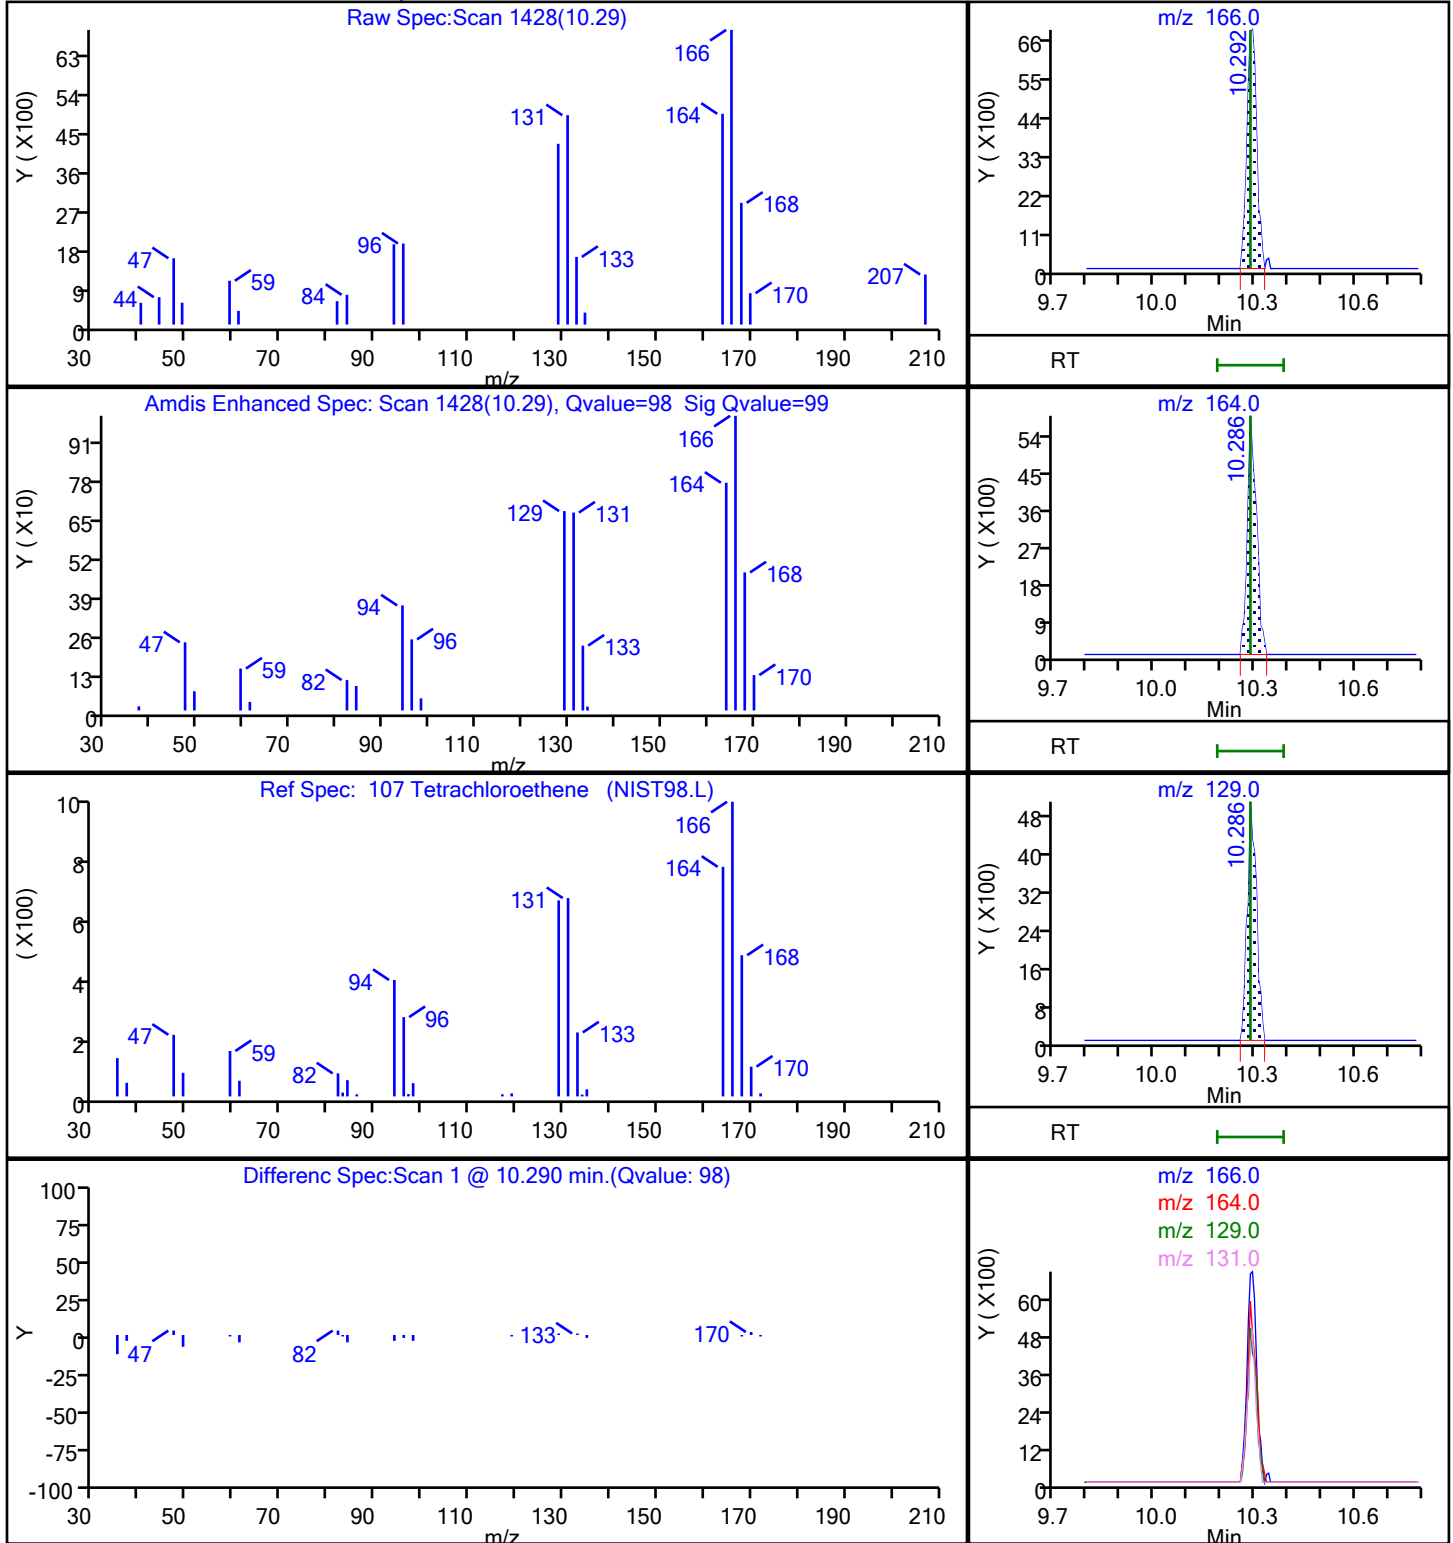 Raw Spec:Scan 1428(10.29)
Y ( X100)
63
54
45
36
27
18
9
0
166
164
131
168
133
170
96
84
59
47
44
207
30 50 70 90 110 130 150 170 190 210
m/z
m/z 166.0
Y ( X100)
66
55
44
33
22
11
0
10.292
9.7 10.0 10.3 10.6
Min
RT
Amdis Enhanced Spec: Scan 1428(10.29), Qvalue=98 Sig Qvalue=99
Y ( X10)
91
78
65
52
39
26
13
0
166
164
129
131
168
94
96
133
47
59
82
170
30 50 70 90 110 130 150 170 190 210
m/z
m/z 164.0
Y ( X100)
54
45
36
27
18
9
0
10.286
9.7 10.0 10.3 10.6
Min
RT
Ref Spec: 107 Tetrachloroethene (NIST98.L)
( X100)
10
8
6
4
2
0
166
164
131
168
94
96
133
47
59
82
170
30 50 70 90 110 130 150 170 190 210
m/z 129.0
Y ( X100)
48
40
32
24
16
8
0
10.286
9.7 10.0 10.3 10.6
Min
RT
Differenc Spec:Scan 1 @ 10.290 min.(Qvalue: 98)
Y
100
75
50
25
0
-25
-50
-75
-100
47
82
133
170
30 50 70 90 110 130 150 170 190 210
m/z
m/z 166.0
m/z 164.0
m/z 129.0
m/z 131.0
Y ( X100)
60
48
36
24
12
0
9.7 10.0 10.3 10.6
Min